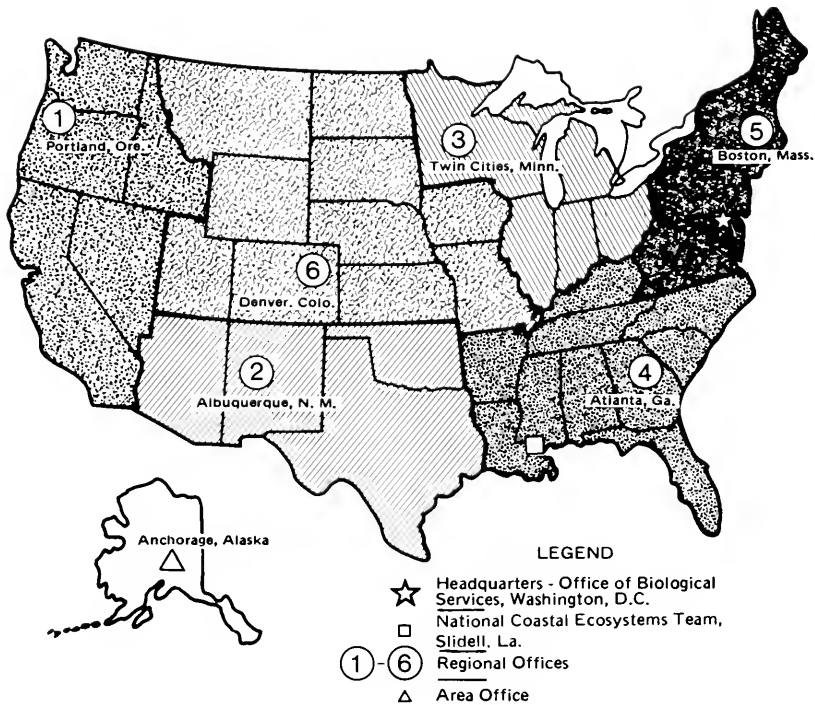 1
Portland, Ore.
3
Twin Cities, Minn.
5
Boston, Mass.
6
Denver. Colo.
2
Albuquerque, N. M.
4
Atlanta, Ga.
Anchorage, Alaska
LEGEND
Headquarters - Office of Biological
Services, Washington, D.C.
National Coastal Ecosystems Team,
Slidell, La.
1 - 6 Regional Offices
Area Office